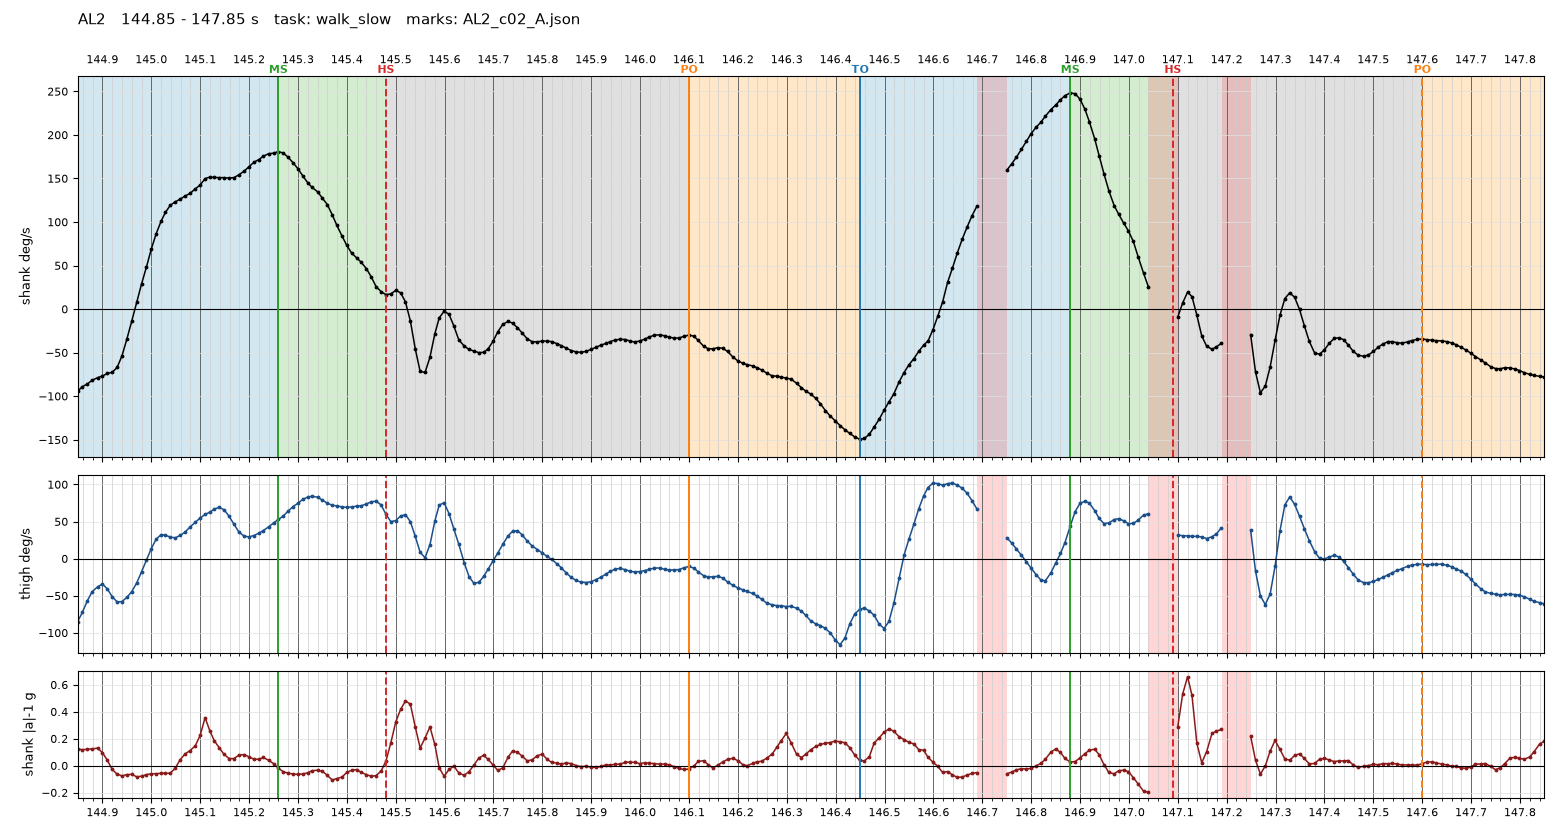 AL2   144.85 - 147.85 s   task: walk_slow   marks: AL2_c02_A.json
144.9 145.0 145.1 145.2 145.3 145.4 145.5 145.6 145.7 145.8 145.9 146.0 146.1 146.2 146.3 146.4 146.5 146.6 146.7 146.8 146.9 147.0 147.1 147.2 147.3 147.4 147.5 147.6 147.7 147.8
MS HS PO TO MS HS PO
shank deg/s
250
200
150
100
50
0
−50
−100
−150
thigh deg/s
100
50
0
−50
−100
shank |a|-1 g
0.6
0.4
0.2
0.0
−0.2
144.9 145.0 145.1 145.2 145.3 145.4 145.5 145.6 145.7 145.8 145.9 146.0 146.1 146.2 146.3 146.4 146.5 146.6 146.7 146.8 146.9 147.0 147.1 147.2 147.3 147.4 147.5 147.6 147.7 147.8